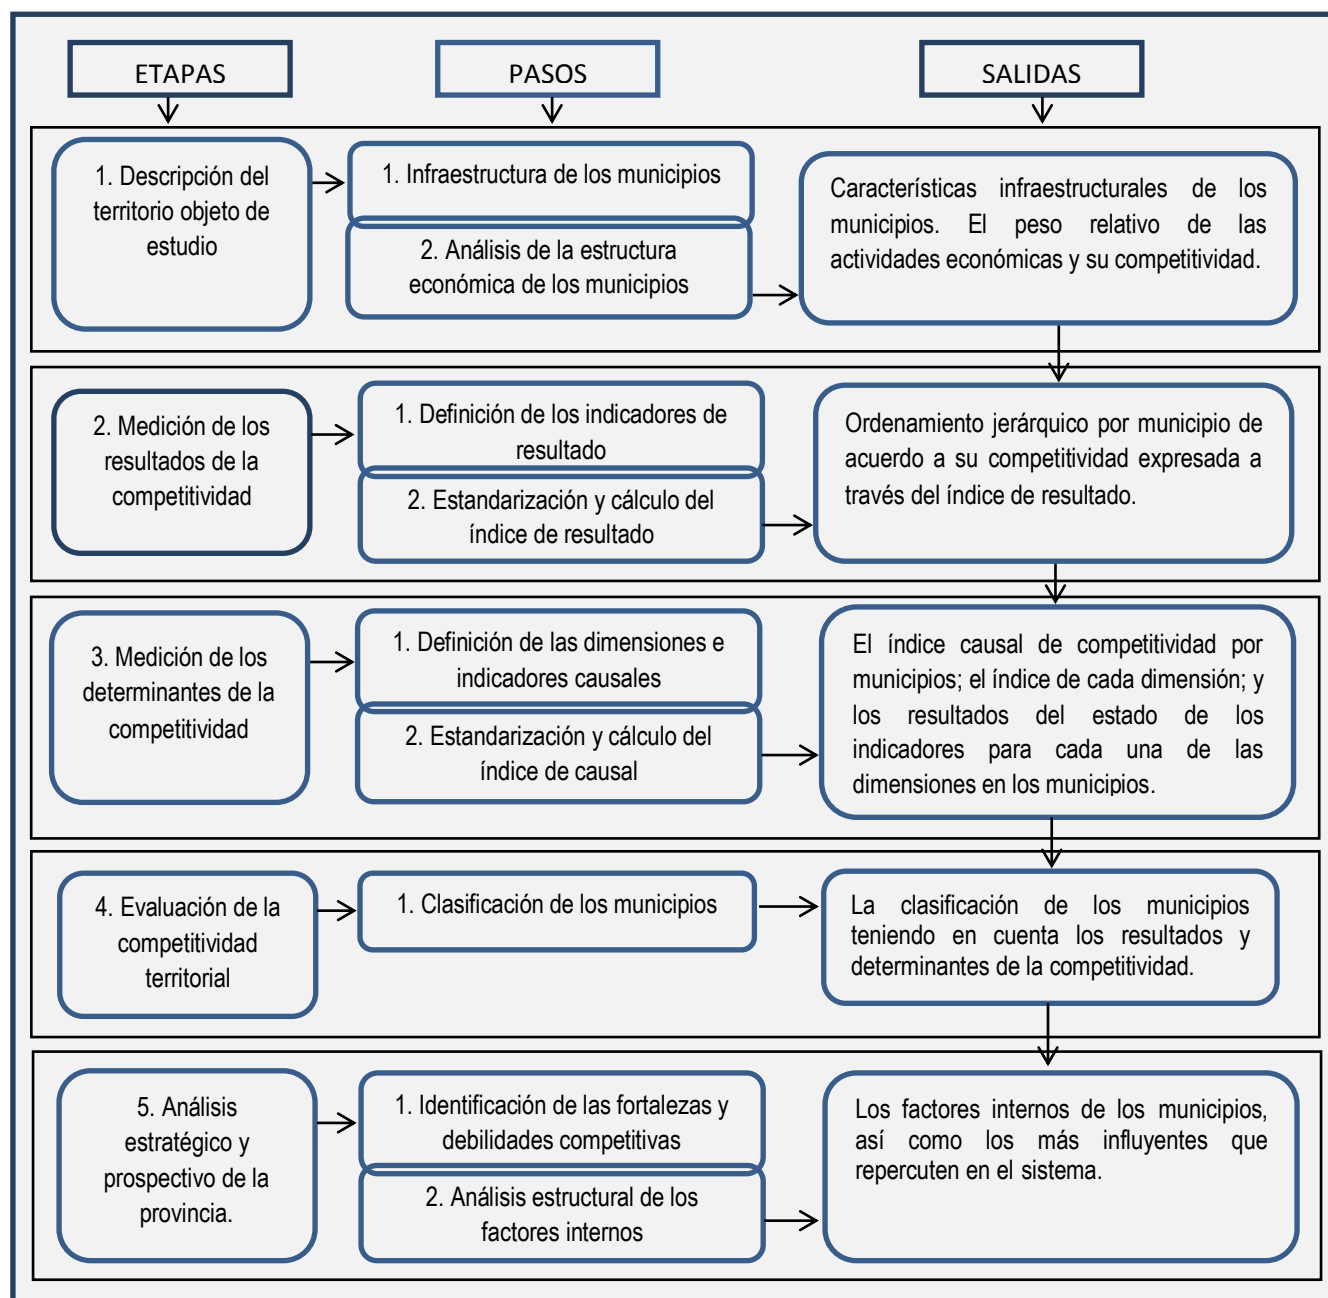 ETAPAS
PASOS
SALIDAS
1. Descripción del
territorio objeto de
estudio
1. Infraestructura de los municipios
2. Análisis de la estructura
económica de los municipios
Características infraestructurales de los
municipios. El peso relativo de las
actividades económicas y su competitividad.
2. Medición de los
resultados de la
competitividad
1. Definición de los indicadores de
resultado
2. Estandarización y cálculo del
índice de resultado
Ordenamiento jerárquico por municipio de
acuerdo a su competitividad expresada a
través del índice de resultado.
3. Medición de los
determinantes de la
competitividad
1. Definición de las dimensiones e
indicadores causales
2. Estandarización y cálculo del
índice de causal
El índice causal de competitividad por
municipios; el índice de cada dimensión; y
los resultados del estado de los
indicadores para cada una de las
dimensiones en los municipios.
4. Evaluación de la
competitividad
territorial
1. Clasificación de los municipios
La clasificación de los municipios
teniendo en cuenta los resultados y
determinantes de la competitividad.
5. Análisis
estratégico y
prospectivo de la
provincia.
1. Identificación de las fortalezas y
debilidades competitivas
2. Análisis estructural de los
factores internos
Los factores internos de los municipios,
así como los más influyentes que
repercuten en el sistema.